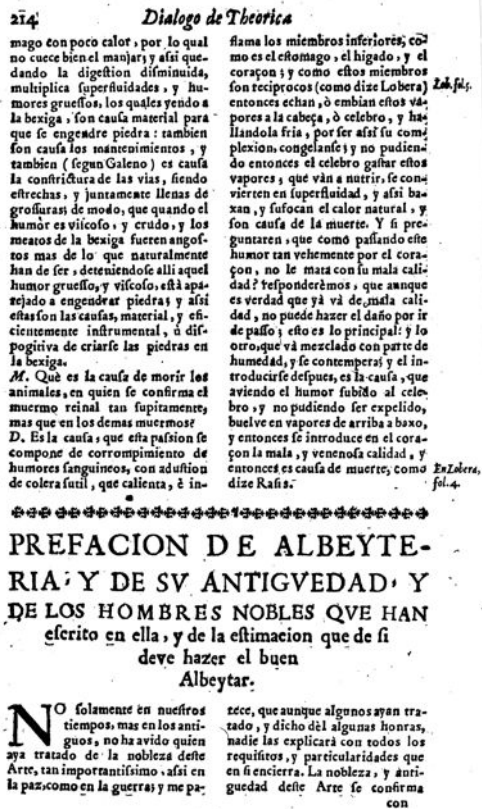 214 Dialogo de Theorica
mago con poco calor, por lo qual
no cuece bien el manjar; y aſsi que-
dando la digeſtion diſminuida,
multiplica ſuperfluidades, y hu-
mores grueſſos, los quales yendo a
la bexiga, ſon cauſa material para
que ſe engendre piedra: tambien
ſon cauſa los mantenimientos, y
tambien (ſegun Galeno) es cauſa
la conſtrictura de las vias, ſiendo
eſtrechas, y juntamente llenas de
groſſuras; de modo, que quando el
humor es viſcoſo, y crudo, y los
meatos de la bexiga fueren angoſ-
tos mas de lo que naturalmente
han de ſer, deteniendoſe alli aquel
humor grueſſo, y viſcoſo, eſtà apa-
rejado a engendrar piedra; y aſsi
eſtas ſon las cauſas, material, y efi-
cientemente inſtrumental, ò diſ-
pogitiva de criarſe las piedras en
la bexiga.
M. Què es la cauſa de morir los
animales, en quien ſe confirma el
muermo reinal tan ſupitamente,
mas que en los demas muermos?
D. Es la cauſa, que eſta paſsion ſe
compone de corrompimiento de
humores ſanguineos, con aduſtion
de colera ſutil, que calienta, è in-
flama los miembros inferiores, co-
mo es el eſtomago, el higado, y el
coraçon; y como eſtos miembros
ſon reciprocos (como dize Lobera)
Lob. fol. 5.
entonces echan, ò embian eſtos va-
pores a la cabeça, ò celebro, y ha-
llandola fria, por ſer aſsi ſu com-
plexion, congelanſe; y no pudien-
do entonces el celebro gaſtar eſtos
vapores, que vàn a nutrir, ſe con-
vierten en ſuperfluidad, y aſsi ba-
xan, y ſufocan el calor natural, y
ſon cauſa de la muerte. Y ſi pre-
guntaren, que como paſſando eſte
humor tan vehemente por el cora-
çon, no le mata con ſu mala cali-
dad? reſponderèmos, que aunque
es verdad que yà và de mala cali-
dad, no puede hazer el daño por ir
de paſſo; eſto es lo principal: y lo
otro, que và mezclado con parte de
humedad, y ſe contempera; y el in-
troducirſe deſpues, es la cauſa, que
aviendo el humor ſubido al cele-
bro, y no pudiendo ſer expelido,
buelve en vapores de arriba a baxo,
y entonces ſe introduce en el cora-
çon la mala, y venenoſa calidad, y
entonces es cauſa de muerte, como
dize Raſis.
En Lobera,
fol. 4.
PREFACION DE ALBEYTE-
RIA, Y DE SV ANTIGVEDAD, Y
DE LOS HOMBRES NOBLES QVE HAN
eſcrito en ella, y de la eſtimacion que de ſi
deve hazer el buen
Albeytar.
NO ſolamente en nueſtros
tiempos, mas en los anti-
guos, no ha avido quien
aya tratado de la nobleza deſte
Arte, tan importantiſsimo, aſsi en
la paz, como en la guerra; y me pa-
rece, que aunque algunos ayan tra-
tado, y dicho dèl algunas honras,
nadie las explicarà con todos los
requiſitos, y particularidades que
en ſi encierra. La nobleza, y anti-
guedad deſte Arte ſe confirma
con